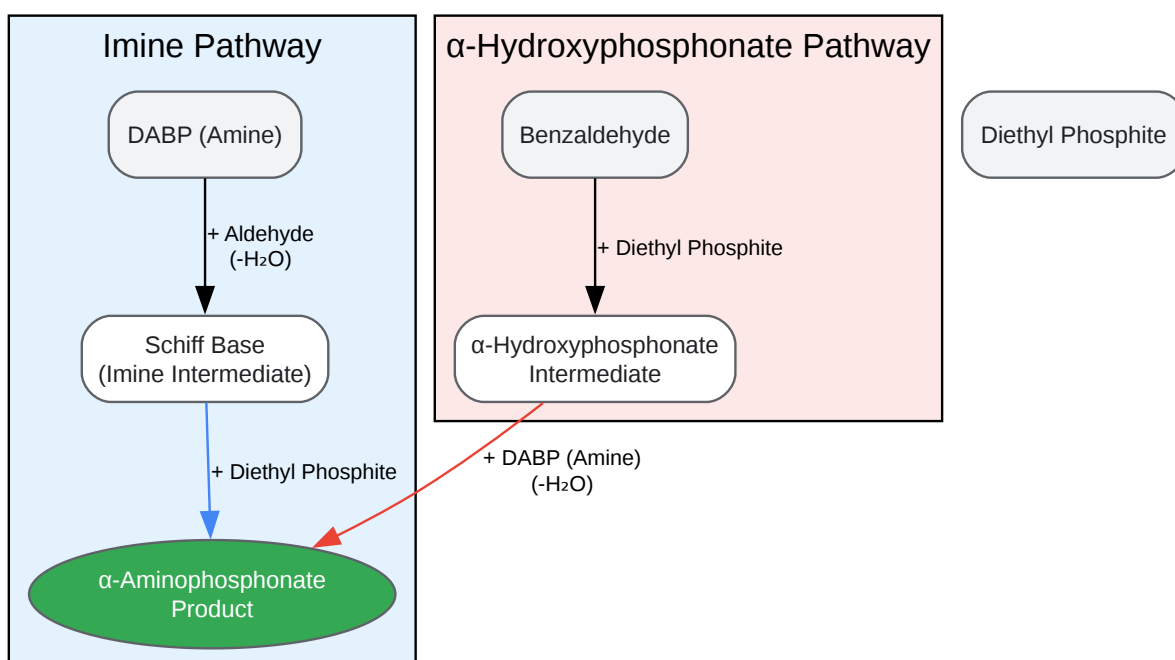 Imine Pathway
α-Hydroxyphosphonate Pathway
DABP (Amine)
Benzaldehyde
Diethyl Phosphite
+ Aldehyde
(-H₂O)
+ Diethyl Phosphite
Schiff Base
(Imine Intermediate)
α-Hydroxyphosphonate
Intermediate
+ Diethyl Phosphite
+ DABP (Amine)
(-H₂O)
α-Aminophosphonate
Product